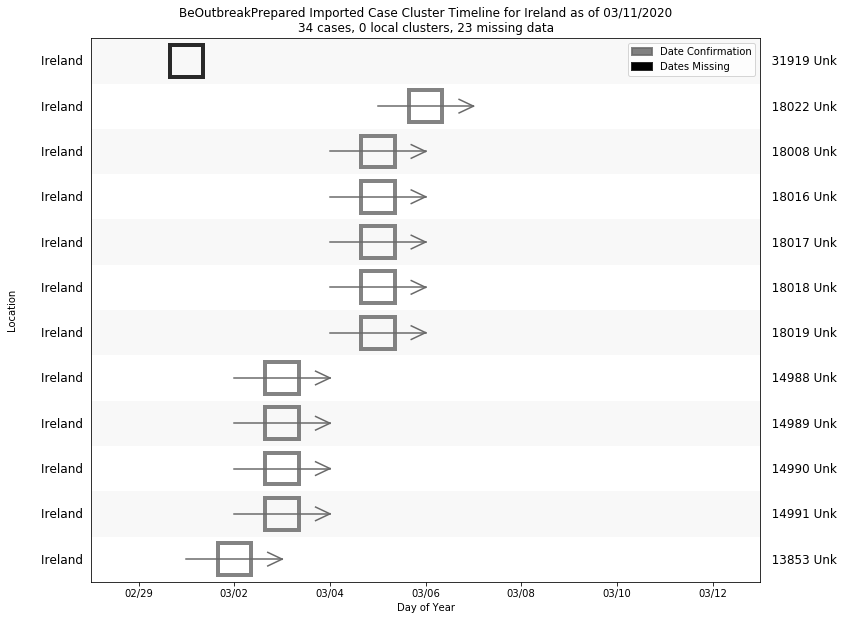 BeOutbreakPrepared Imported Case Cluster Timeline for Ireland as of 03/11/2020
34 cases, 0 local clusters, 23 missing data
Date Confirmation
Dates Missing
Ireland 31919 Unk
Ireland 18022 Unk
Ireland 18008 Unk
Ireland 18016 Unk
Ireland 18017 Unk
Ireland 18018 Unk
Ireland 18019 Unk
Ireland 14988 Unk
Ireland 14989 Unk
Ireland 14990 Unk
Ireland 14991 Unk
Ireland 13853 Unk
Location
02/29 03/02 03/04 03/06 03/08 03/10 03/12
Day of Year